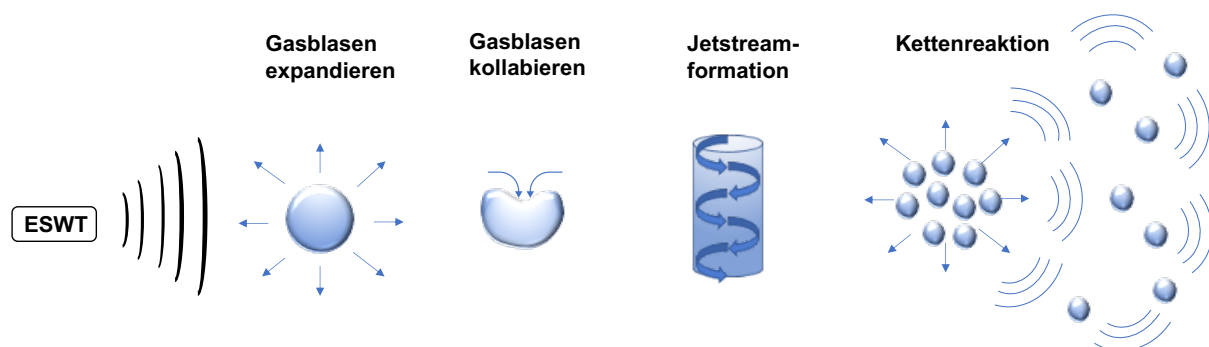 Gasblasen
expandieren
Gasblasen
kollabieren
Jetstream-
formation
Kettenreaktion
ESWT